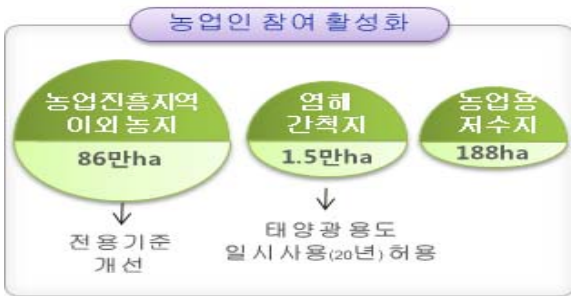 농업인 참여 활성화
농업진흥지역
이외농지
86만ha
염해
간척지
1.5만ha
농업용
저수지
188ha
전용기준
개선
태양광용도
일시사용(20년) 허용